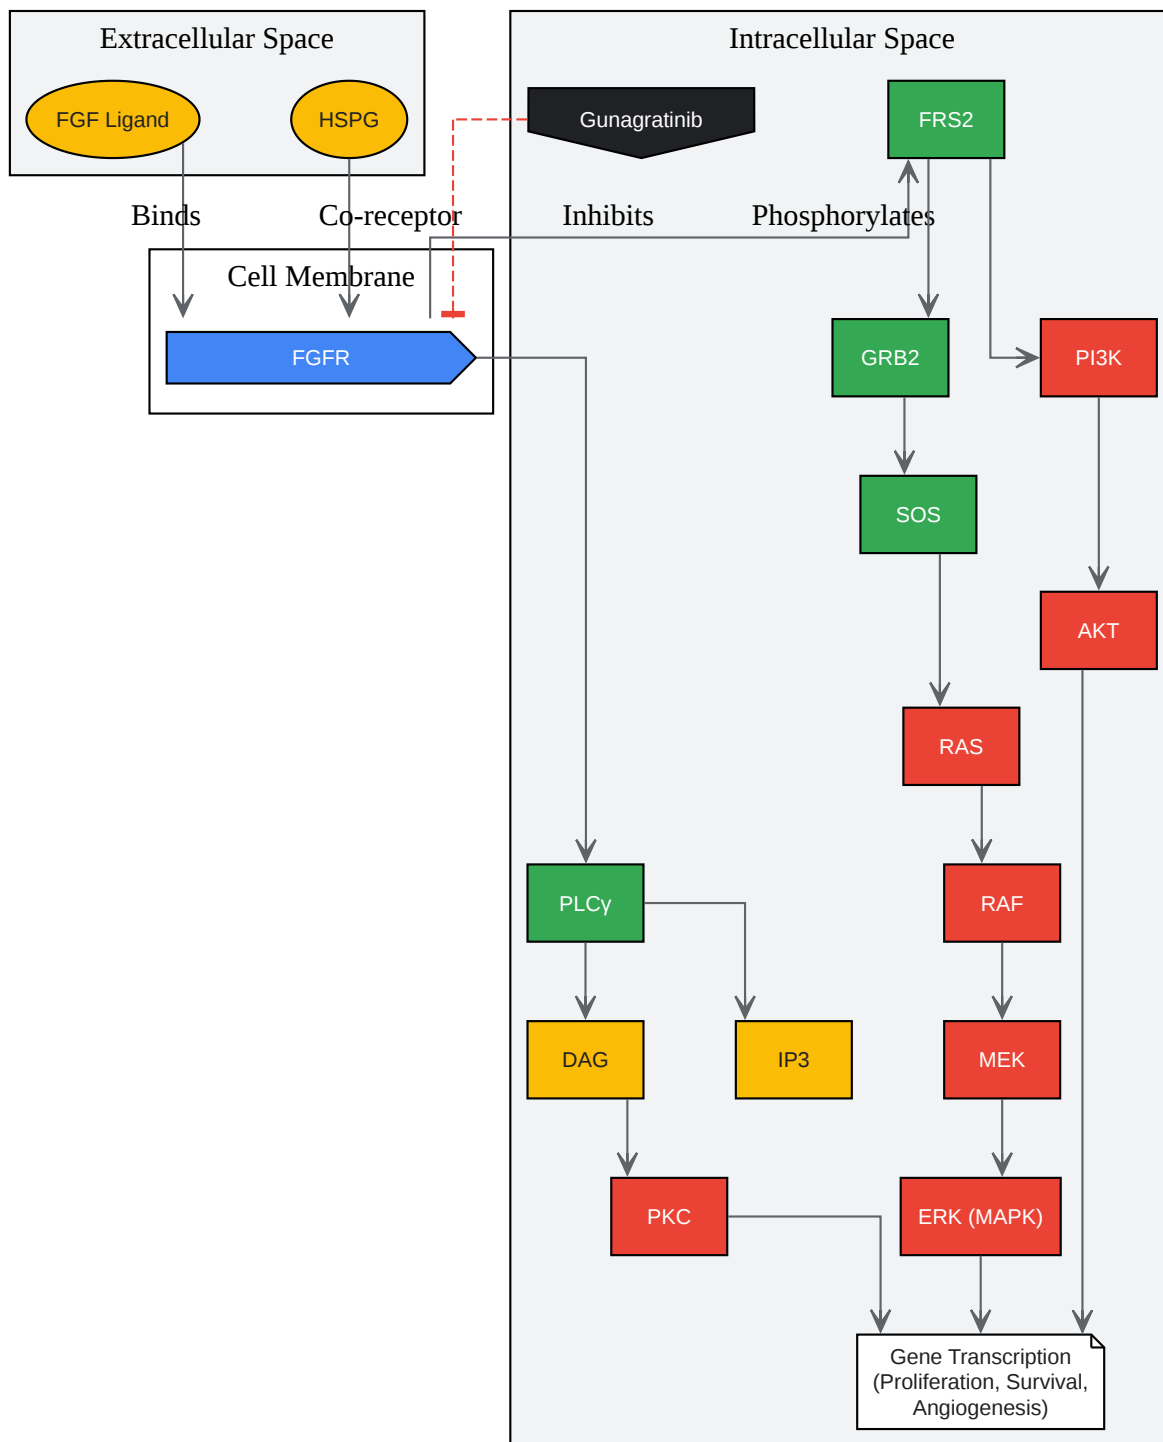 Extracellular Space
Intracellular Space
FGF Ligand
HSPG
Gunagratinib
FRS2
Binds
Co-receptor
Inhibits
Phosphorylates
Cell Membrane
FGFR
GRB2
PI3K
SOS
AKT
RAS
PLCγ
RAF
DAG
IP3
MEK
PKC
ERK (MAPK)
Gene Transcription
(Proliferation, Survival,
Angiogenesis)